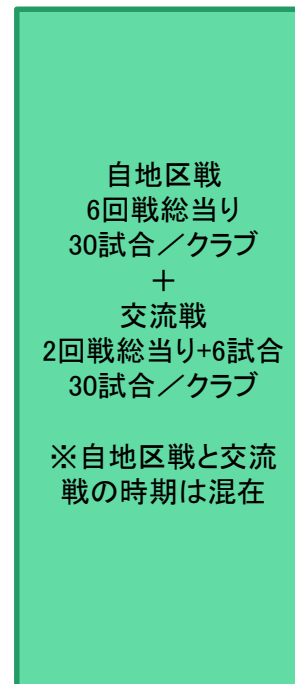 自地区戦
6回戦総当り
30試合／クラブ
＋
交流戦
2回戦総当り+6試合
30試合／クラブ
※自地区戦と交流
戦の時期は混在